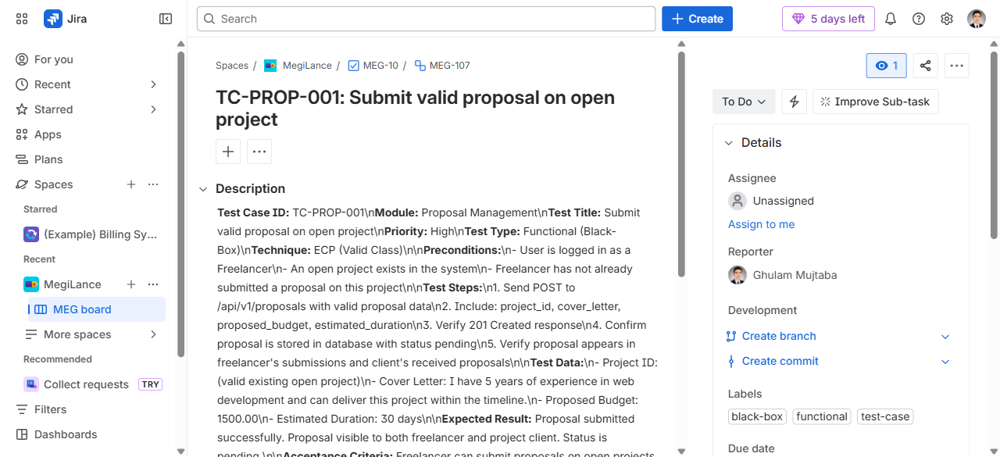 Jira
Search
Create
5 days left
For you
Recent
Starred
Apps
Plans
Spaces
Starred
(Example) Billing Sy...
Recent
MegiLance
MEG board
More spaces
Recommended
Collect requests
TRY
Filters
Dashboards
Spaces / MegiLance / MEG-10 / MEG-107
TC-PROP-001: Submit valid proposal on open
project
Description
Test Case ID: TC-PROP-001\nModule: Proposal Management\nTest Title: Submit
valid proposal on open project\nPriority: High\nTest Type: Functional (Black-
Box)\nTechnique: ECP (Valid Class)\n\nPreconditions:\n- User is logged in as a
Freelancer\n- An open project exists in the system\n- Freelancer has not already
submitted a proposal on this project\n\nTest Steps:\n1. Send POST to
/api/v1/proposals with valid proposal data\n2. Include: project_id, cover_letter,
proposed_budget, estimated_duration\n3. Verify 201 Created response\n4. Confirm
proposal is stored in database with status pending\n5. Verify proposal appears in
freelancer's submissions and client's received proposals\n\nTest Data:\n- Project ID:
(valid existing open project)\n- Cover Letter: I have 5 years of experience in web
development and can deliver this project within the timeline.\n- Proposed Budget:
1500.00\n- Estimated Duration: 30 days\n\nExpected Result: Proposal submitted
successfully. Proposal visible to both freelancer and project client. Status is
pending.\n\nAcceptance Criteria: Freelancer can submit proposals on open projects
1
To Do
Improve Sub-task
Details
Assignee
Unassigned
Assign to me
Reporter
Ghulam Mujtaba
Development
Create branch
Create commit
Labels
black-box functional test-case
Due date